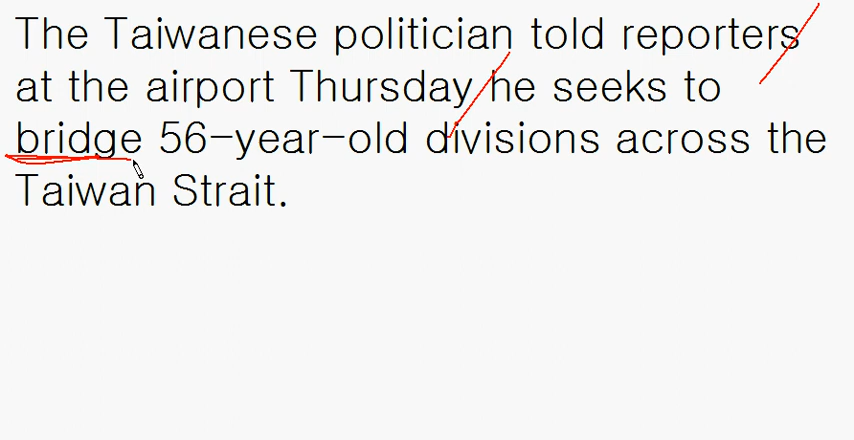 The Taiwanese politician told reporters
at the airport Thursday he seeks to
bridge 56-year-old divisions across the
Taiwan Strait.